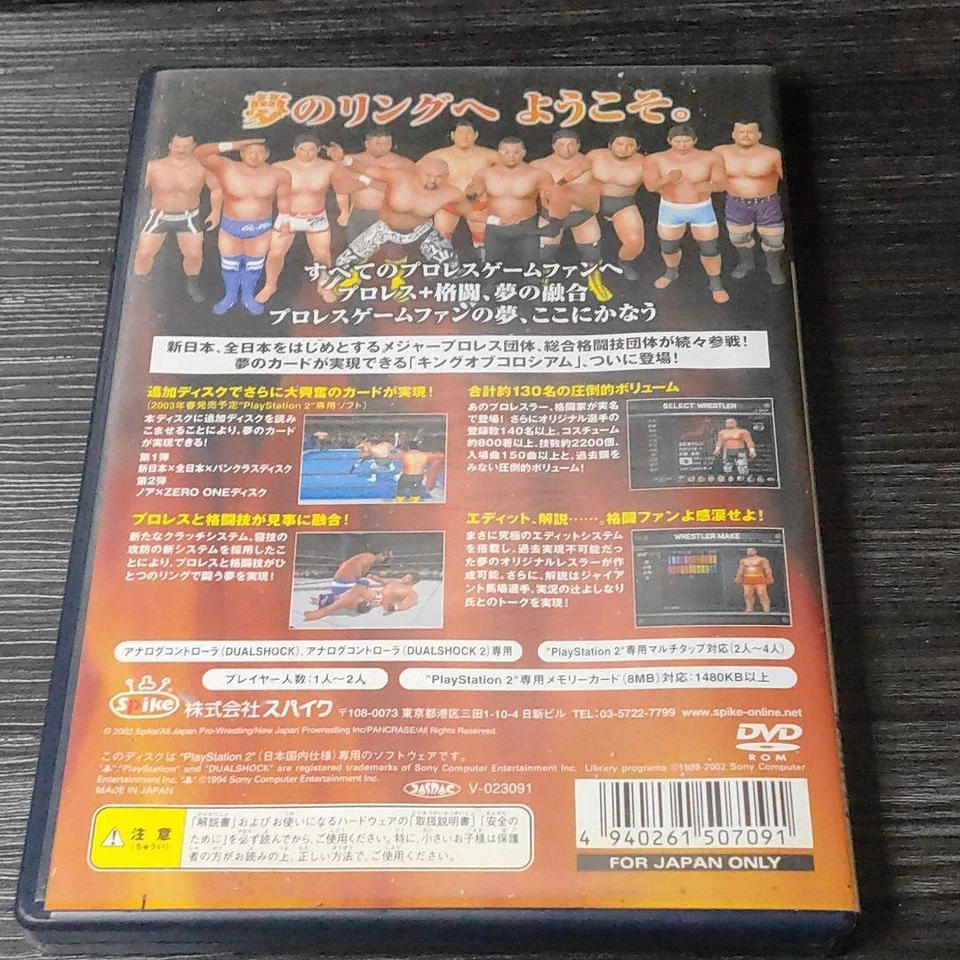 夢のリングへ ようこそ。
すべてのプロレスゲームファンへ
プロレス+格闘、夢の融合
プロレスゲームファンの夢、ここにかなう
新日本、全日本をはじめとするメジャープロレス団体、総合格闘技団体が続々参戦!
夢のカードが実現できる「キングオブコロシアム」、ついに登場!
追加ディスクでさらに大興奮のカードが実現!
(2003年春発売予定"PlayStation 2"専用ソフト)
本ディスクに追加ディスクを読み
こませることにより、夢のカード
が実現できる!
第1弾
新日本×全日本×パンクラスディスク
第2弾
ノア×ZERO ONEディスク
合計約130名の圧倒的ボリューム
あのプロレスラー、格闘家が実名
で登場! さらにオリジナル選手の
登録数140名以上、コスチューム
約800着以上、技数約2200個、
入場曲150曲以上と、過去類を
みない圧倒的ボリューム!
SELECT WRESTLER
プロレスと格闘技が見事に融合!
新たなクラッチシステム、寝技の
攻防の新システムを採用したこ
とにより、プロレスと格闘技がひ
とつのリングで闘う夢を実現!
エディット、解説……。格闘ファンよ感涙せよ!
まさに究極のエディットシステム
を搭載し、過去実現不可能だっ
た夢のオリジナルレスラーが作
成可能。さらに、解説はジャイア
ント馬場選手、実況の辻よしなり
氏とのトークを実現!
WRESTLER MAKE
アナログコントローラ(DUALSHOCK)、アナログコントローラ(DUALSHOCK 2)専用
"PlayStation 2"専用マルチタップ対応(2人〜4人)
プレイヤー人数:1人〜2人
"PlayStation 2"専用メモリーカード(8MB)対応:1480KB以上
spike 株式会社 スパイク 〒108-0073 東京都港区三田1-10-4 日新ビル TEL:03-5722-7799 www.spike-online.net
© 2002 Spike/All Japan Pro-Wrestling/New Japan Prowrestling Inc/PANCRASE/All Rights Reserved.
DVD
ROM
このディスクは "PlayStation 2" (日本国内仕様)専用のソフトウェアです。
"PlayStation" and "DUALSHOCK" are registered trademarks of Sony Computer Entertainment Inc. Library programs ©1999-2002 Sony Computer
Entertainment Inc. ©1994 Sony Computer Entertainment Inc.
MADE IN JAPAN
JASRAC V-023091
注意
(ちゅうい)
「解説書」およびお使いになるハードウェアの「取扱説明書」「安全の
ために」を必ず読んでから、ご使用ください。特に、小さいお子様は保護
者の方がお読みの上、正しい方法で、ご使用ください。
4 940261 507091
FOR JAPAN ONLY